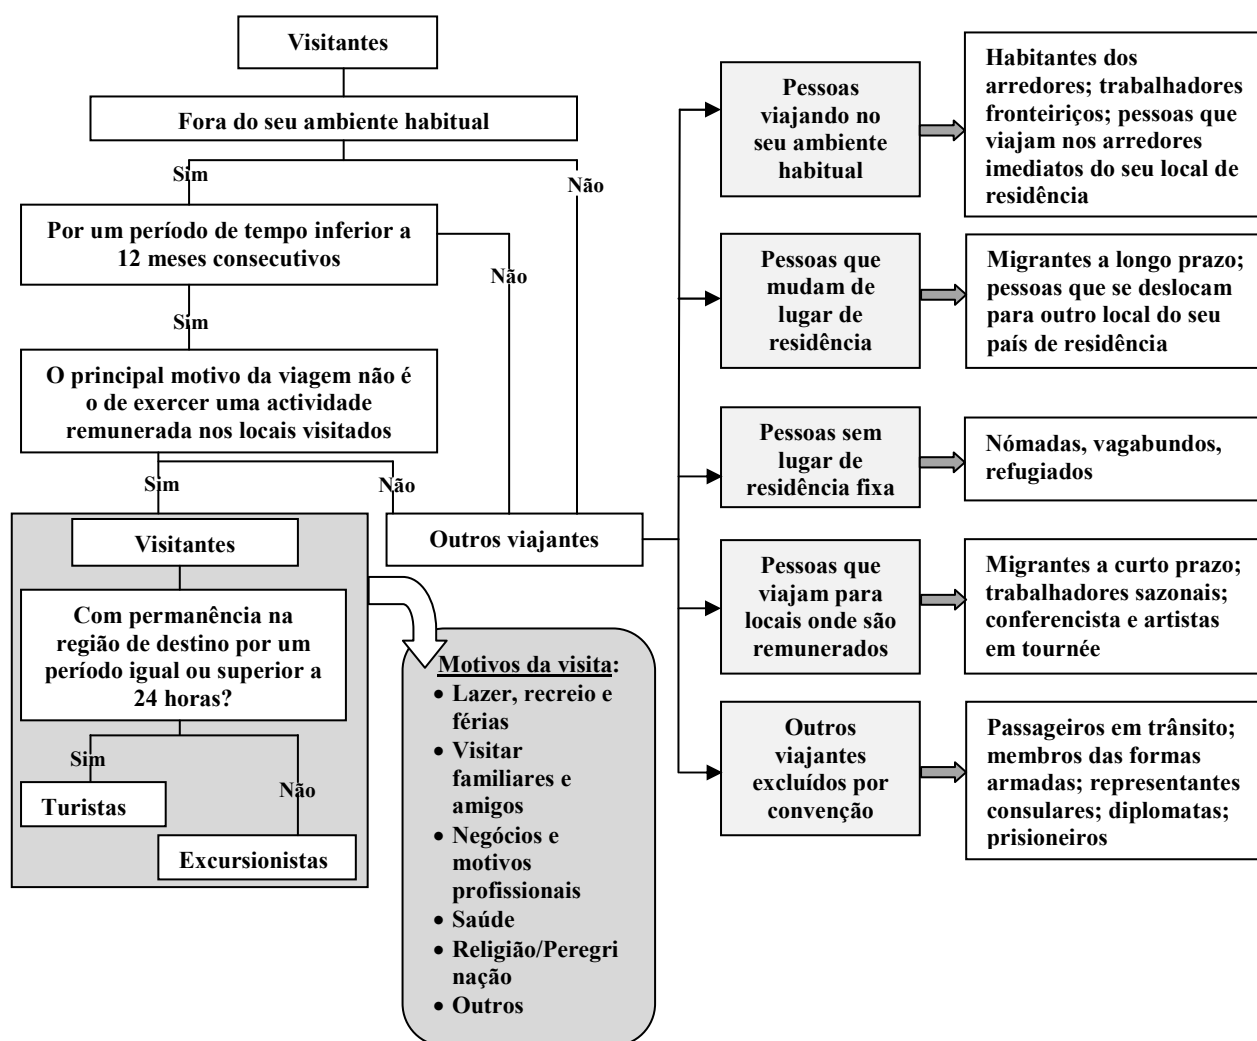 Visitantes
Fora do seu ambiente habitual
Sim
Não
Por um período de tempo inferior a
12 meses consecutivos
Não
Sim
O principal motivo da viagem não é
o de exercer uma actividade
remunerada nos locais visitados
Sim
Não
Visitantes
Com permanência na
região de destino por um
período igual ou superior a
24 horas?
Sim
Não
Turistas
Excursionistas
Outros viajantes
Motivos da visita:
• Lazer, recreio e
férias
• Visitar
familiares e
amigos
• Negócios e
motivos
profissionais
• Saúde
• Religião/Peregri
nação
• Outros
Pessoas
viajando no
seu ambiente
habitual
Habitantes dos
arredores; trabalhadores
fronteiriços; pessoas que
viajam nos arredores
imediatos do seu local de
residência
Pessoas que
mudam de
lugar de
residência
Migrantes a longo prazo;
pessoas que se deslocam
para outro local do seu
país de residência
Pessoas sem
lugar de
residência fixa
Nómadas, vagabundos,
refugiados
Pessoas que
viajam para
locais onde são
remunerados
Migrantes a curto prazo;
trabalhadores sazonais;
conferencista e artistas
em tournée
Outros
viajantes
excluídos por
convenção
Passageiros em trânsito;
membros das formas
armadas; representantes
consulares; diplomatas;
prisioneiros